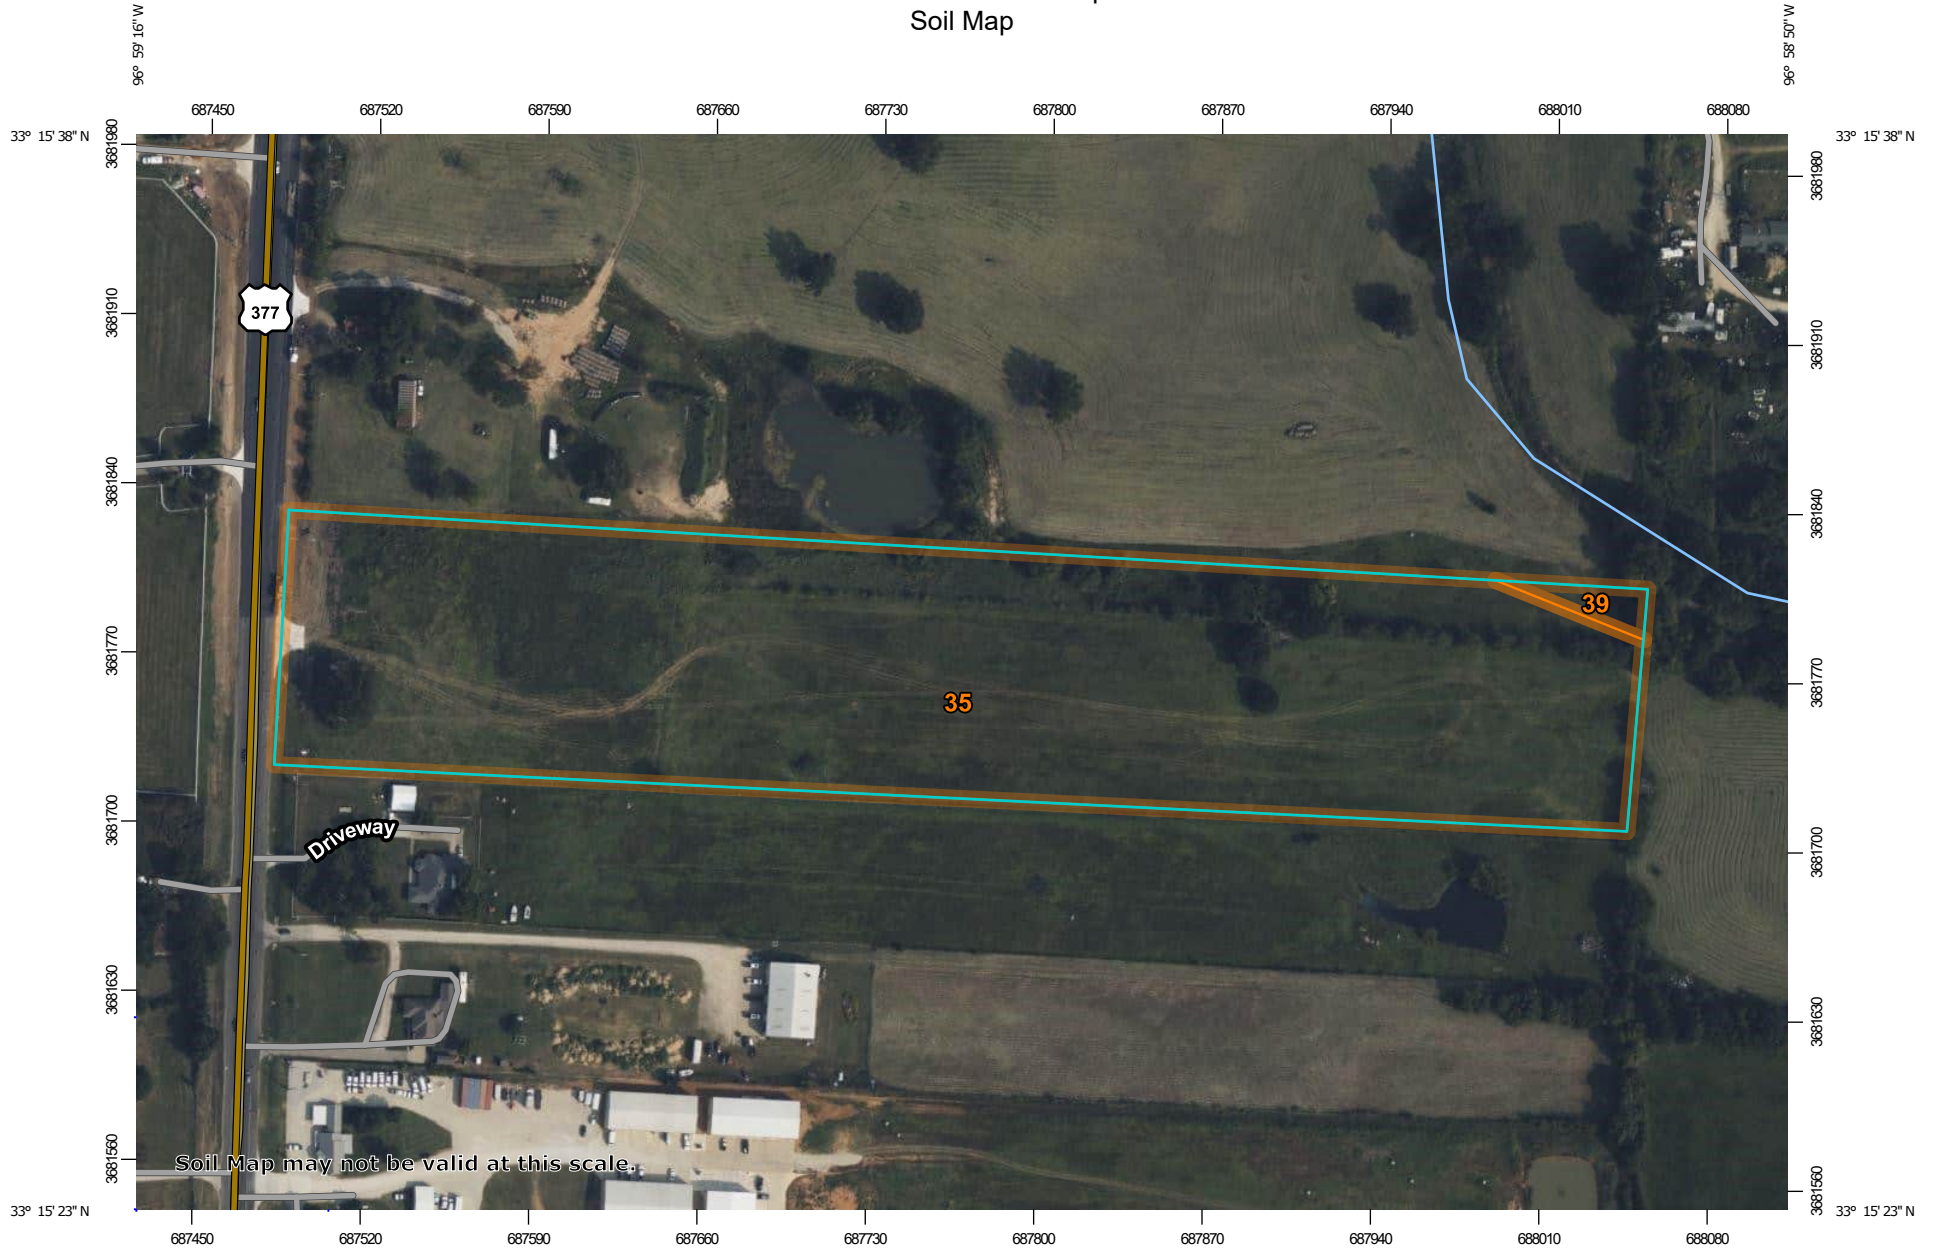 Soil Map
96° 59' 16'' W
96° 58' 50'' W
687450 687520 687590 687660 687730 687800 687870 687940 688010 688080
33° 15' 38'' N
33° 15' 38'' N
3681980
3681980
377
3681910
3681910
3681840
3681840
39
3681770
3681770
35
3681700
3681700
Driveway
3681630
3681630
3681560
3681560
Soil Map may not be valid at this scale.
33° 15' 23'' N
33° 15' 23'' N
687450 687520 687590 687660 687730 687800 687870 687940 688010 688080